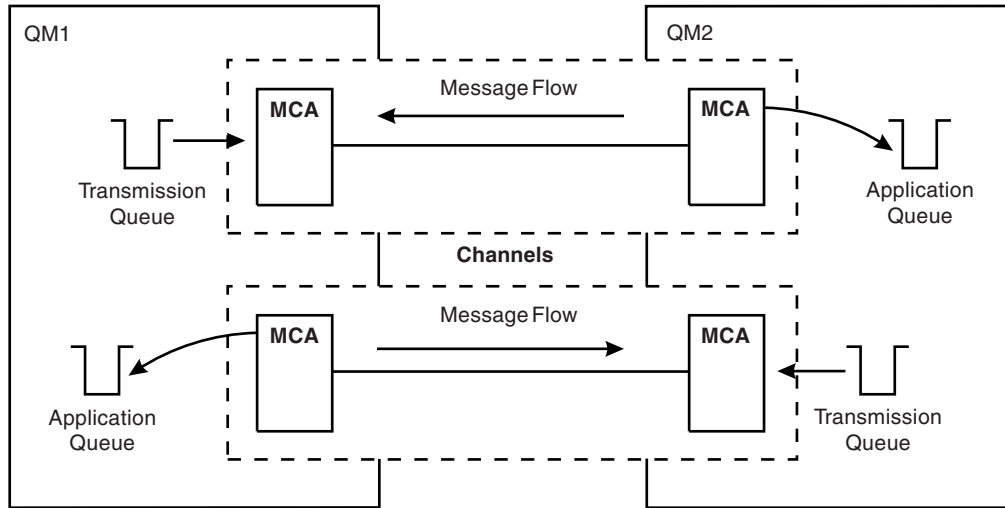 QM1
QM2
Message Flow
MCA
MCA
Transmission
Queue
Application
Queue
Channels
Message Flow
MCA
MCA
Application
Queue
Transmission
Queue